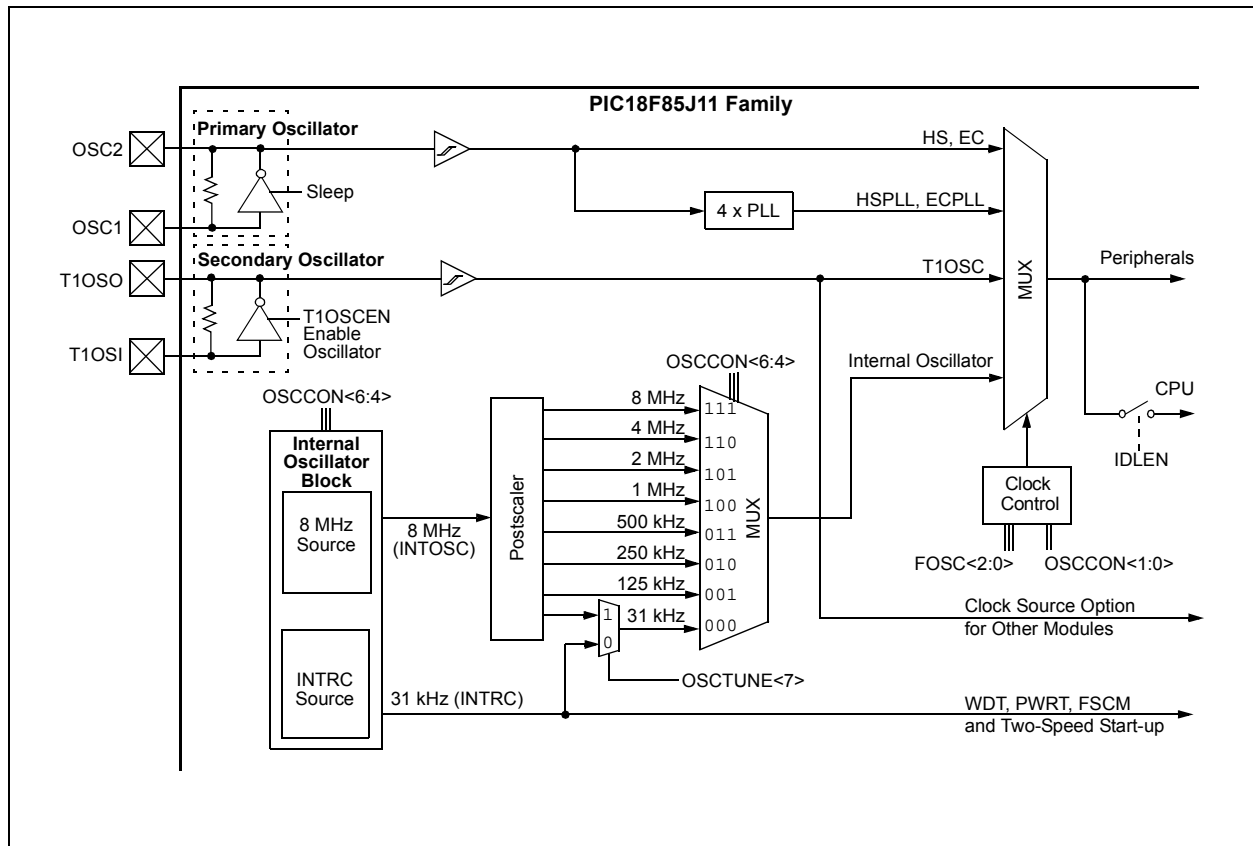 PIC18F85J11 Family
Primary Oscillator
OSC2
HS, EC
Sleep
4 x PLL
HSPLL, ECPLL
OSC1
Secondary Oscillator
T1OSO
T1OSC
MUX
Peripherals
T1OSCEN
Enable
Oscillator
T1OSI
Internal Oscillator
OSCCON<6:4>
OSCCON<6:4>
CPU
IDLEN
Internal
Oscillator
Block
8 MHz
Source
8 MHz
(INTOSC)
Postscaler
8 MHz
111
4 MHz
110
2 MHz
101
1 MHz
100
500 kHz
011
250 kHz
010
125 kHz
001
1
31 kHz
000
0
MUX
Clock
Control
FOSC<2:0>
OSCCON<1:0>
Clock Source Option
for Other Modules
OSCTUNE<7>
INTRC
Source
31 kHz (INTRC)
WDT, PWRT, FSCM
and Two-Speed Start-up